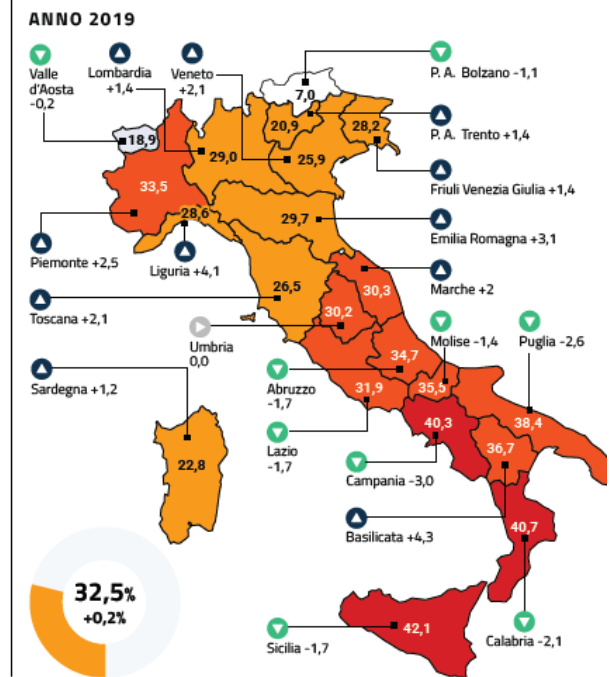 ANNO 2019
Valle
d'Aosta
-0,2
Lombardia
+1,4
Veneto
+2,1
P. A. Bolzano -1,1
7,0
P. A. Trento +1,4
20,9
28,2
18,9
29,0
25,9
Friuli Venezia Giulia +1,4
33,5
28,6
29,7
Emilia Romagna +3,1
Piemonte +2,5
Liguria +4,1
Marche +2
26,5
30,3
Toscana +2,1
30,2
Umbria
0,0
Molise -1,4
Puglia -2,6
34,7
Sardegna +1,2
Abruzzo
-1,7
31,9
35,5
38,4
40,3
Lazio
-1,7
36,7
22,8
Campania -3,0
Basilicata +4,3
40,7
32,5%
+0,2%
42,1
Sicilia -1,7
Calabria -2,1